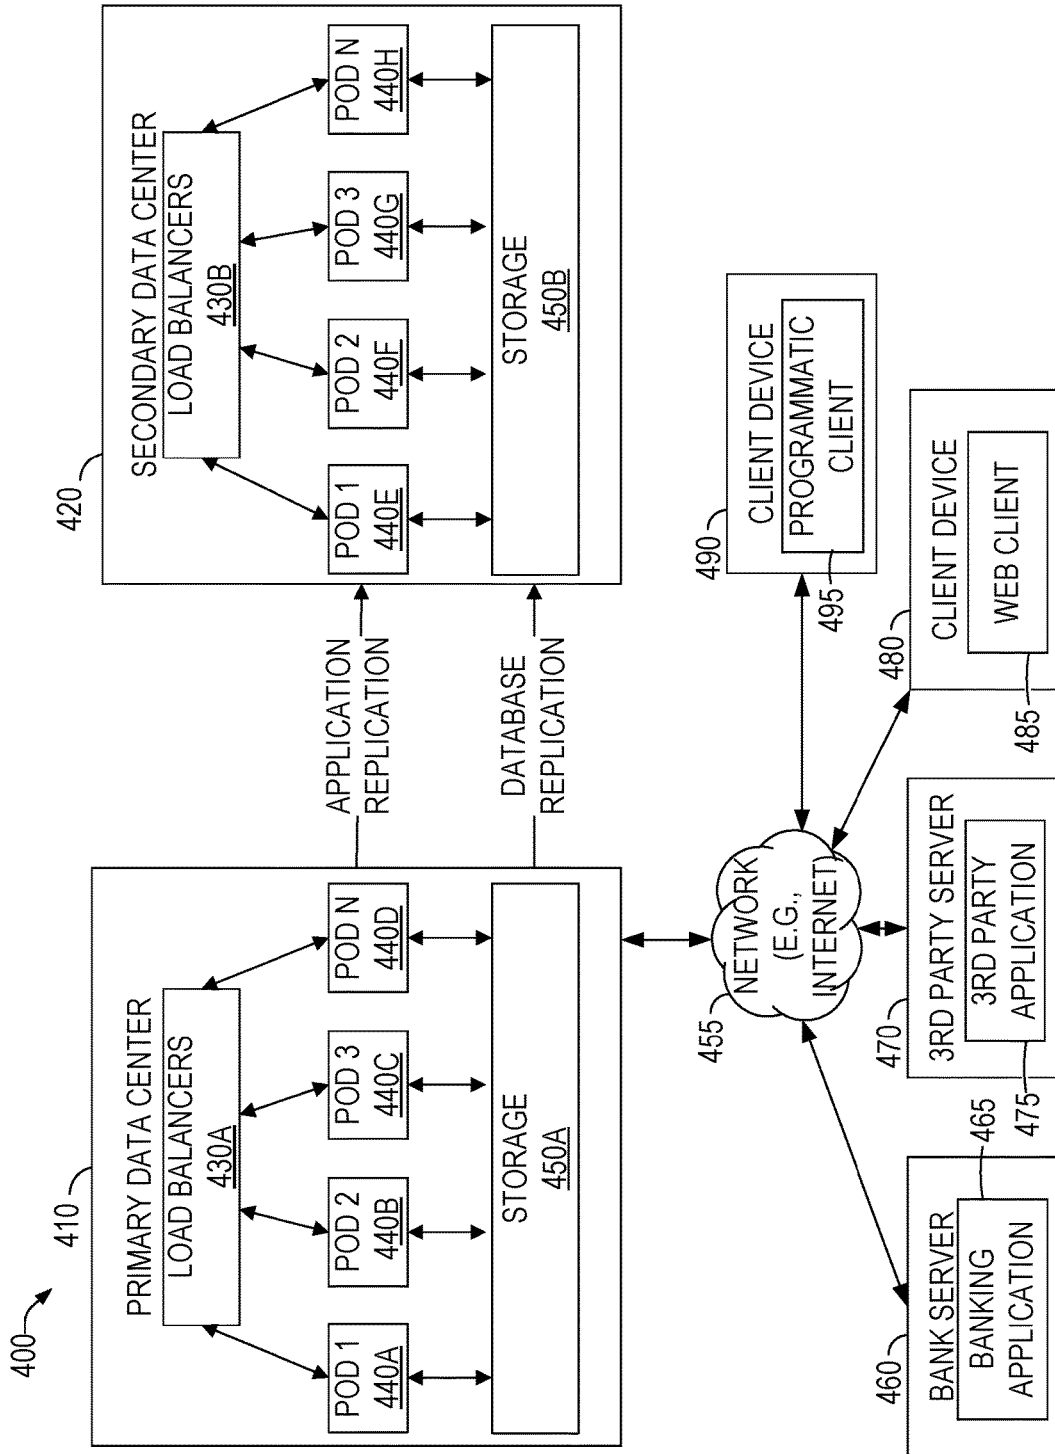 400
410
PRIMARY DATA CENTER
LOAD BALANCERS
430A
POD 1
440A
POD 2
440B
POD 3
440C
POD N
440D
STORAGE
450A
APPLICATION
REPLICATION
DATABASE
REPLICATION
420
SECONDARY DATA CENTER
LOAD BALANCERS
430B
POD 1
440E
POD 2
440F
POD 3
440G
POD N
440H
STORAGE
450B
455
NETWORK
(E.G.,
INTERNET)
460
BANK SERVER
BANKING
APPLICATION
465
470
3RD PARTY SERVER
3RD PARTY
APPLICATION
475
480
CLIENT DEVICE
WEB CLIENT
485
490
CLIENT DEVICE
PROGRAMMATIC
CLIENT
495